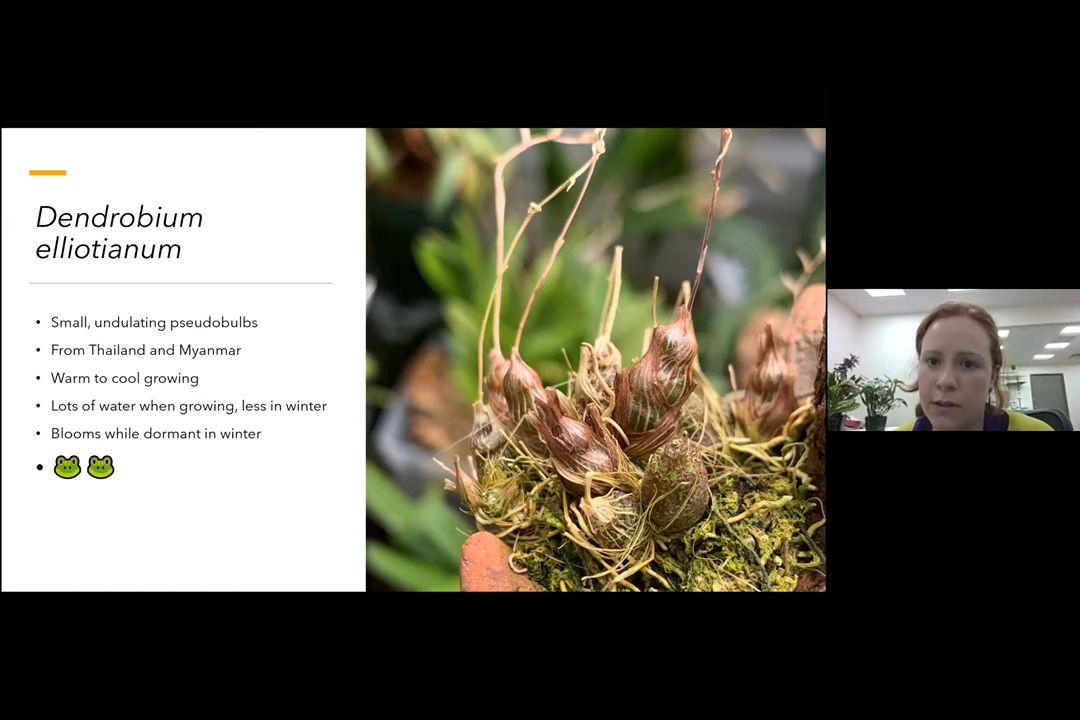 Dendrobium
elliotianum
• Small, undulating pseudobulbs
• From Thailand and Myanmar
• Warm to cool growing
• Lots of water when growing, less in winter
• Blooms while dormant in winter
• 🐸 🐸